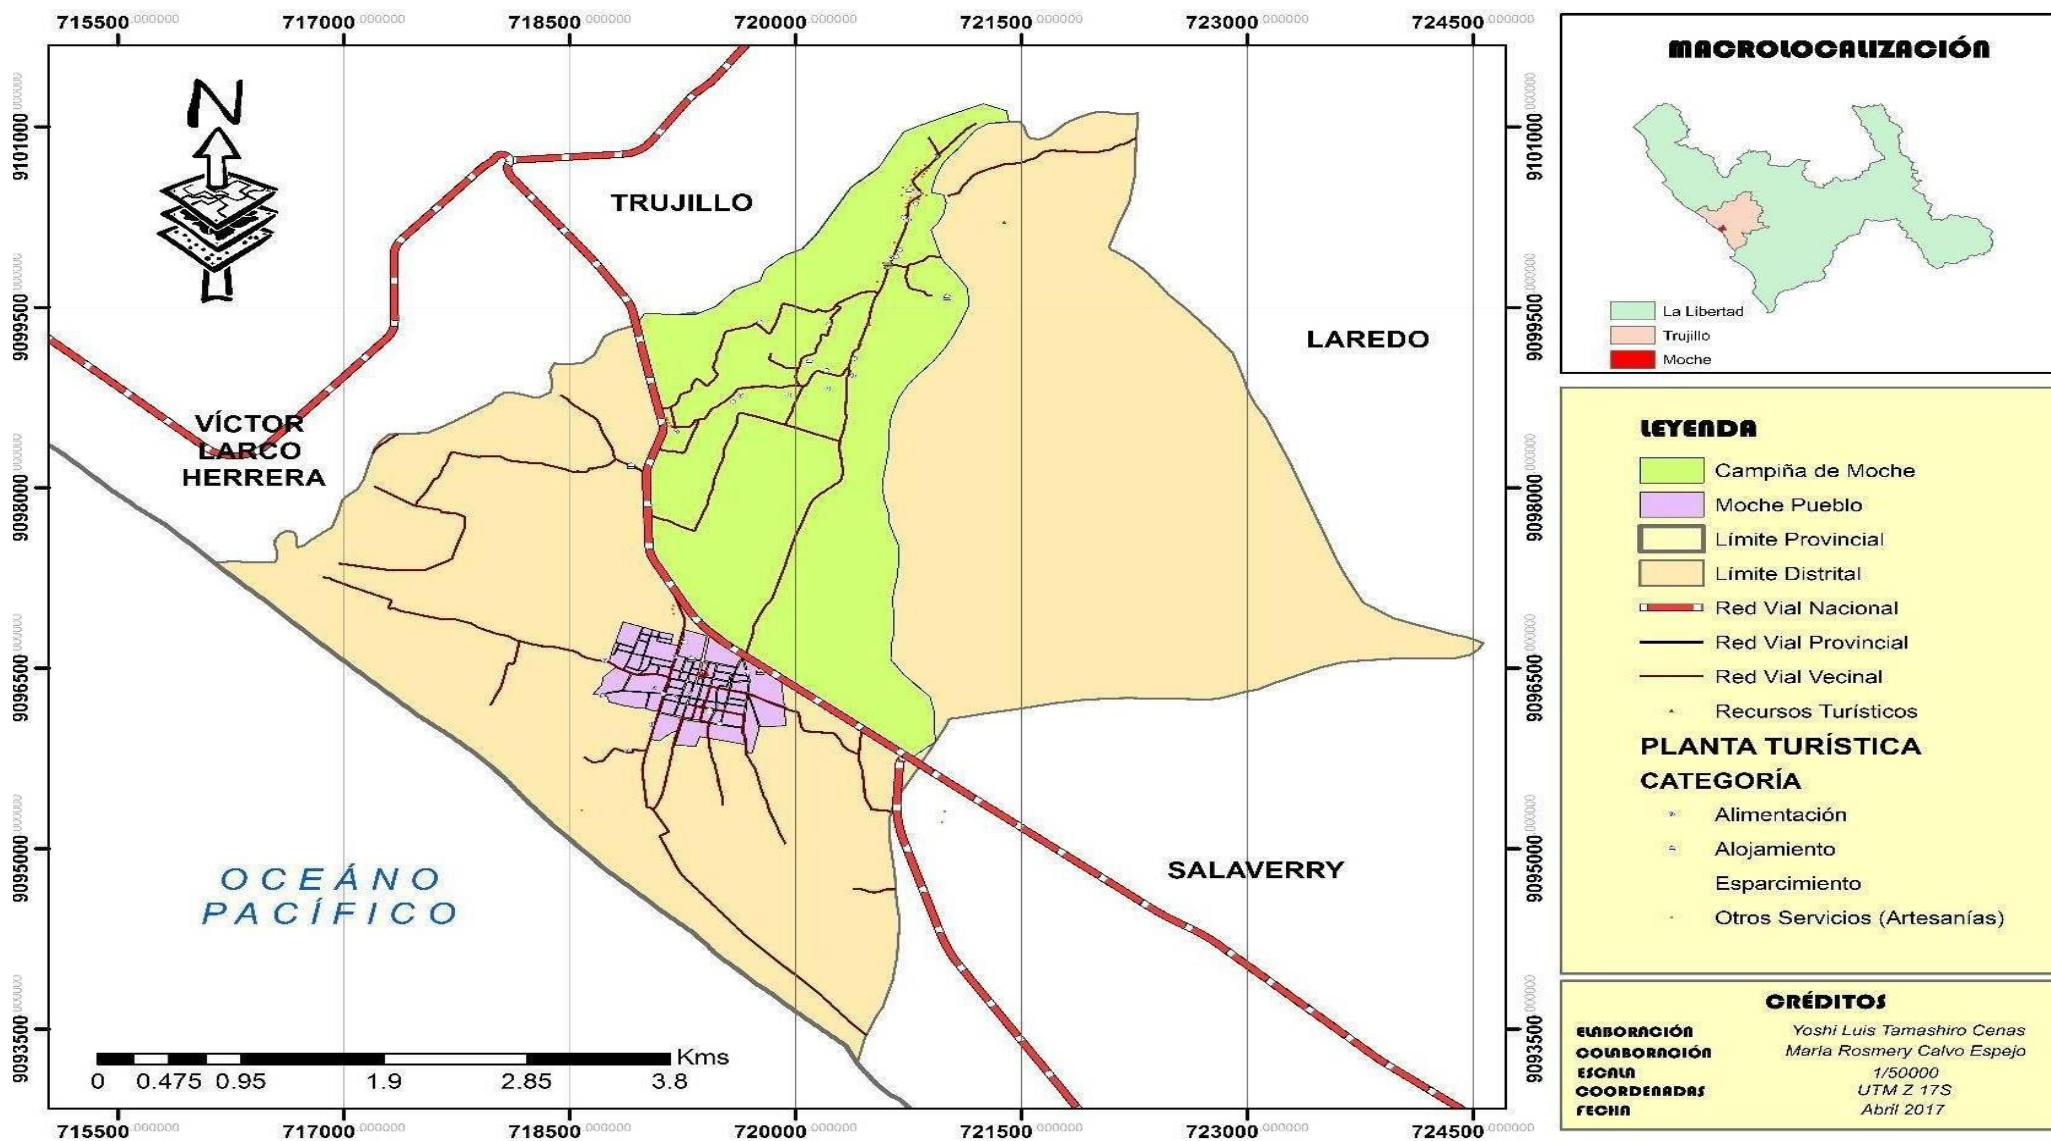 715500.000000 717000.000000 718500.000000 720000.000000 721500.000000 723000.000000 724500.000000
9101000.000000
9099500.000000
9098000.000000
9096500.000000
9095000.000000
9093500.000000
N
TRUJILLO
LAREDO
VÍCTOR
LARCO
HERRERA
SALAVERRY
OCEÁNO
PACÍFICO
Kms
0 0.475 0.95 1.9 2.85 3.8
9101000.000000
9099500.000000
9098000.000000
9096500.000000
9095000.000000
9093500.000000
715500.000000 717000.000000 718500.000000 720000.000000 721500.000000 723000.000000 724500.000000
MACROLOCALIZACIÓN
La Libertad
Trujillo
Moche
LEYENDA
Campiña de Moche
Moche Pueblo
Límite Provincial
Límite Distrital
Red Vial Nacional
Red Vial Provincial
Red Vial Vecinal
Recursos Turísticos
PLANTA TURÍSTICA
CATEGORÍA
Alimentación
Alojamiento
Esparcimiento
Otros Servicios (Artesanías)
CRÉDITOS
ELABORACIÓN Yoshi Luis Tamashiro Cenas
COLABORACIÓN María Rosmery Calvo Espejo
ESCALA 1/50000
COORDENADAS UTM Z 17S
FECHA Abril 2017